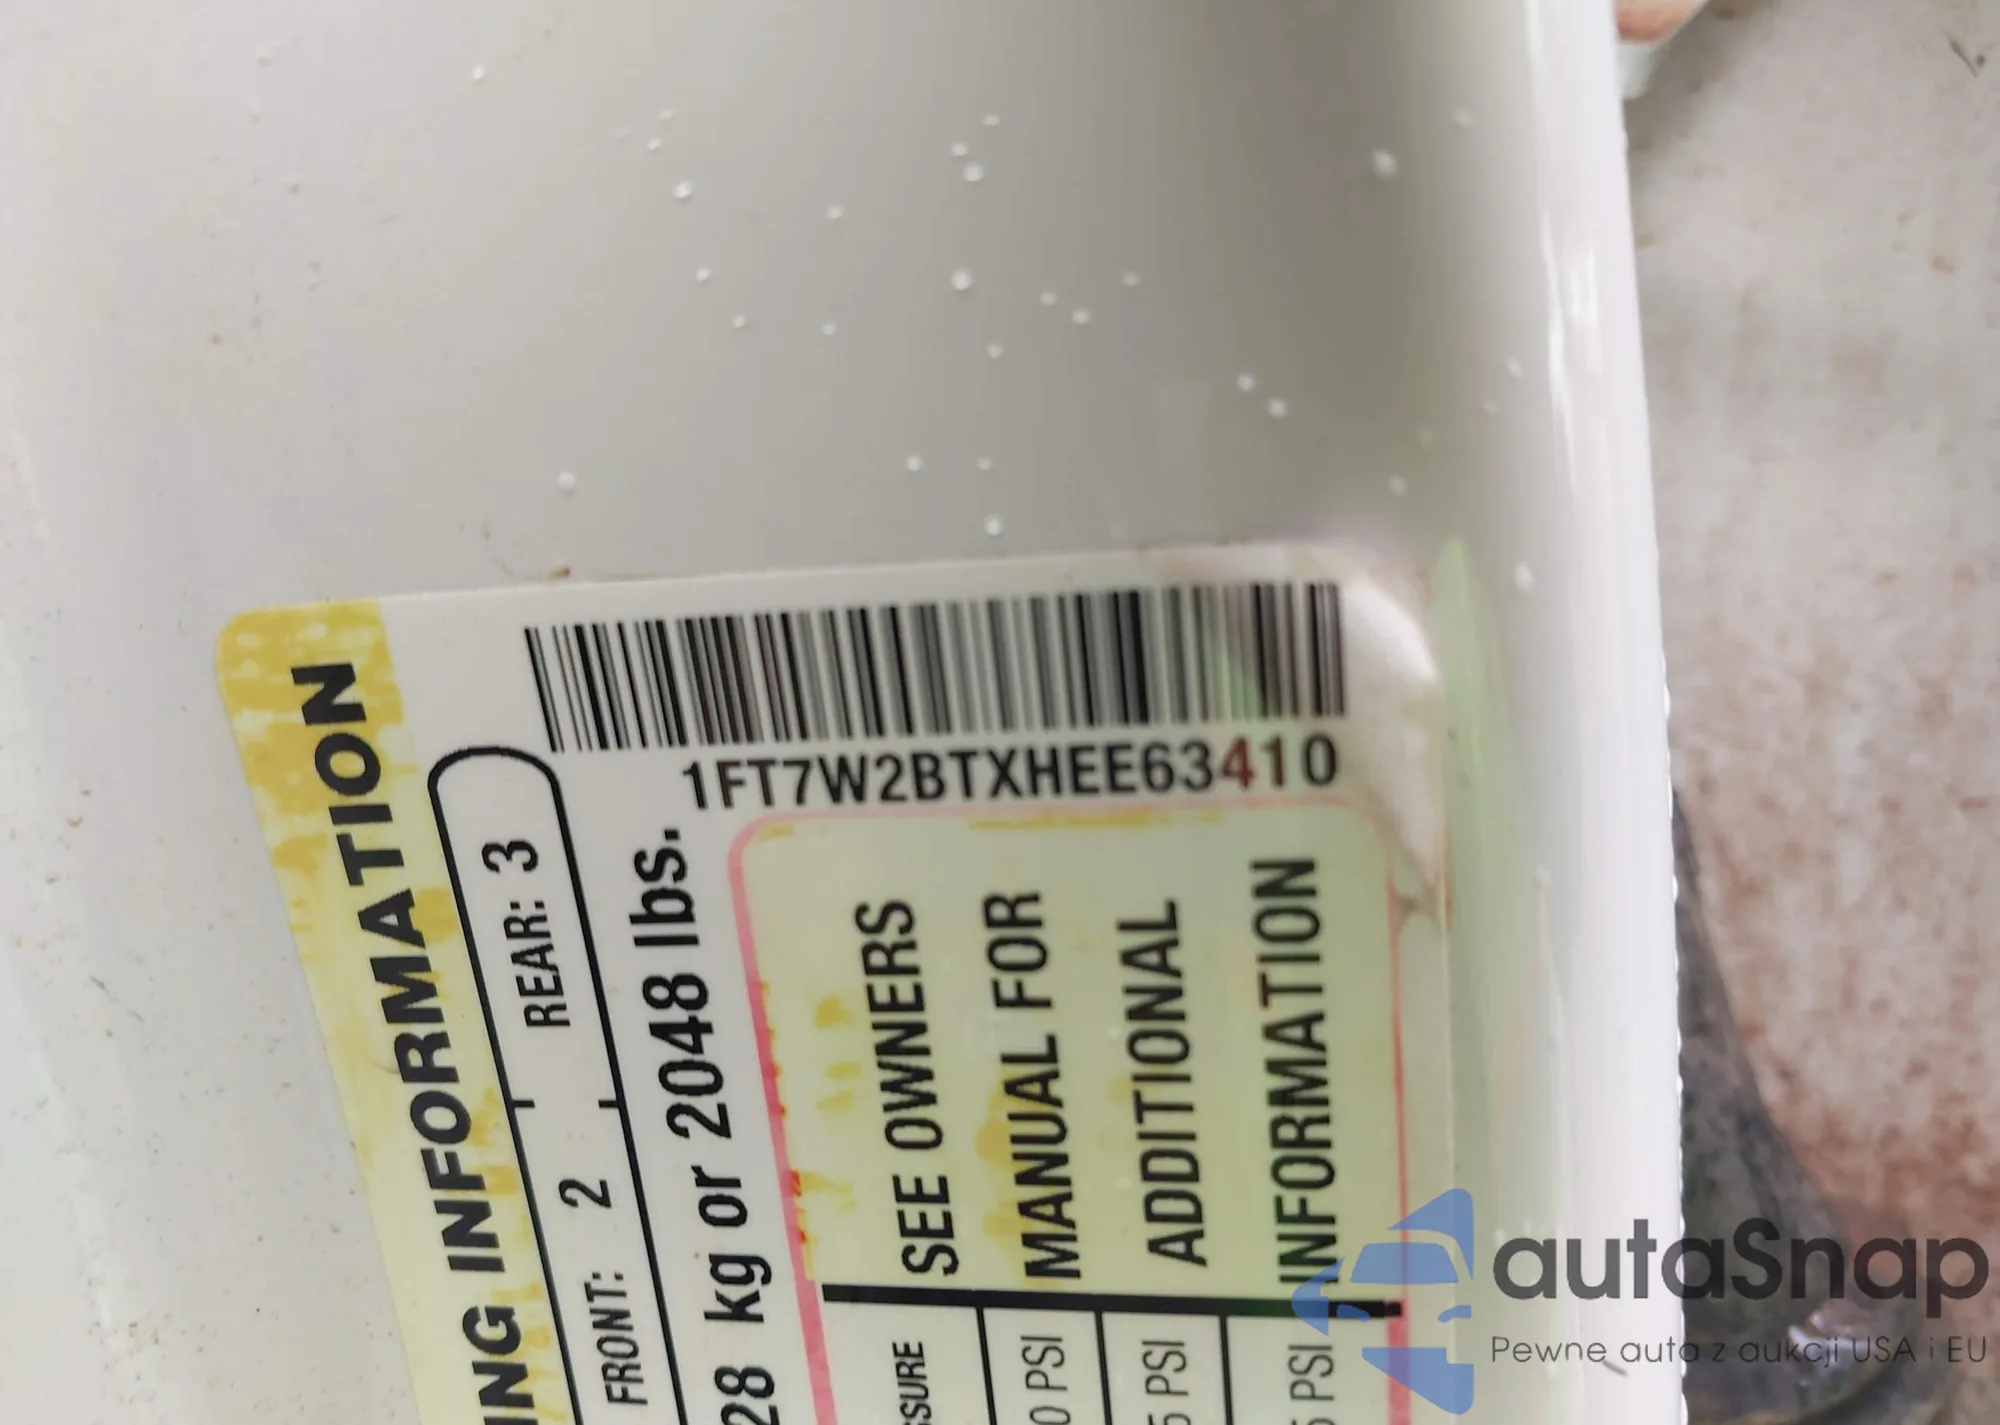 1FT7W2BTXHEE63410
ING INFORMATION
FRONT: 2 REAR: 3
28 kg or 2048 lbs.
SEE OWNERS
MANUAL FOR
ADDITIONAL
INFORMATION
SSURE
0 PSI
5 PSI
5 PSI
autaSnap
Pewne auta z aukcji USA i EU